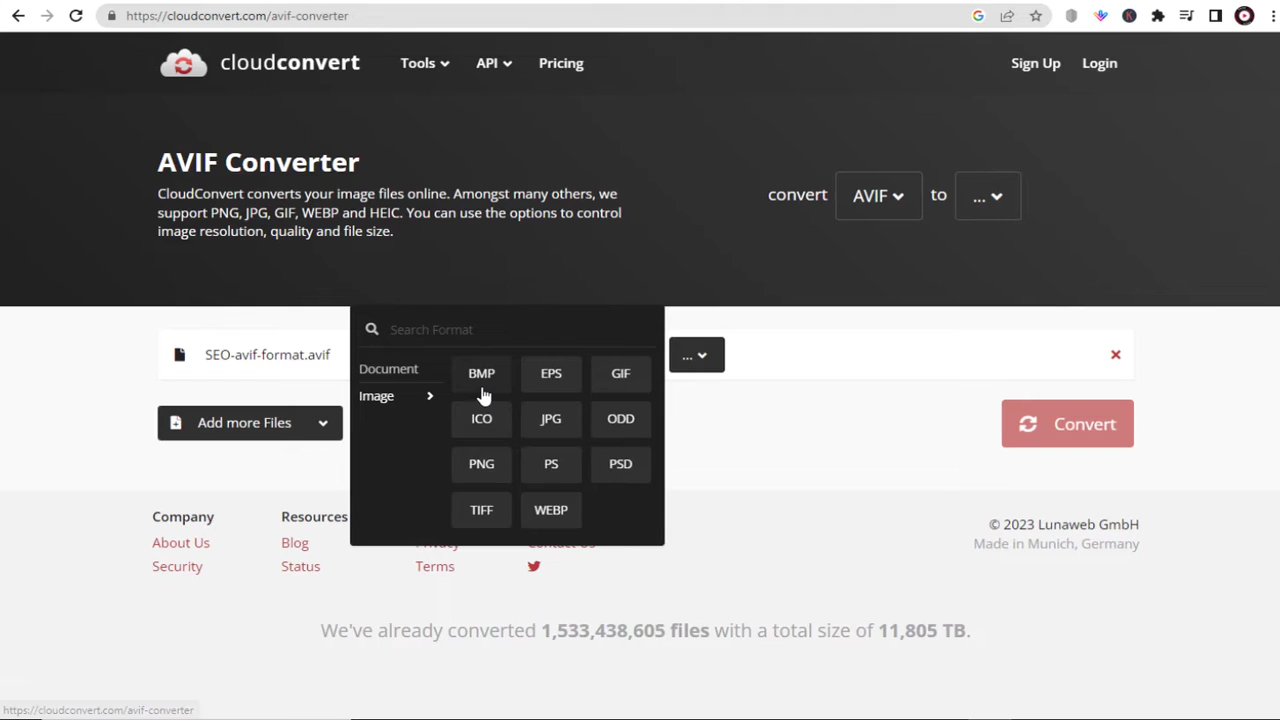 https://cloudconvert.com/avif-converter
cloudconvert Tools API Pricing Sign Up Login
AVIF Converter
CloudConvert converts your image files online. Amongst many others, we
support PNG, JPG, GIF, WEBP and HEIC. You can use the options to control
image resolution, quality and file size.
convert AVIF to ...
Search Format
SEO-avif-format.avif
...
Document
Image
BMP EPS GIF
ICO JPG ODD
PNG PS PSD
TIFF WEBP
Add more Files
Convert
Company Resources
About Us Blog
Security Status Terms
© 2023 Lunaweb GmbH
Made in Munich, Germany
We've already converted 1,533,438,605 files with a total size of 11,805 TB.
https://cloudconvert.com/avif-converter